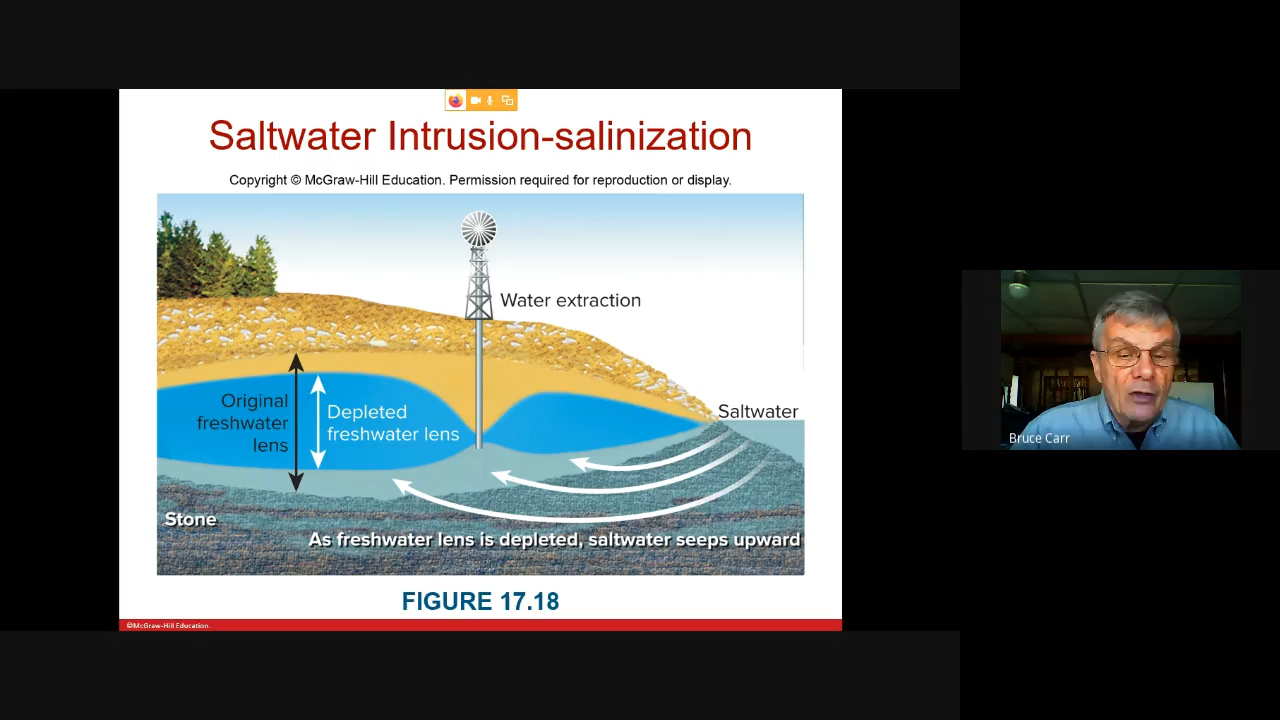 Saltwater Intrusion-salinization
Copyright © McGraw-Hill Education. Permission required for reproduction or display.
Water extraction
Original
freshwater
lens
Depleted
freshwater lens
Saltwater
Stone
As freshwater lens is depleted, saltwater seeps upward
FIGURE 17.18
©McGraw-Hill Education.
Bruce Carr